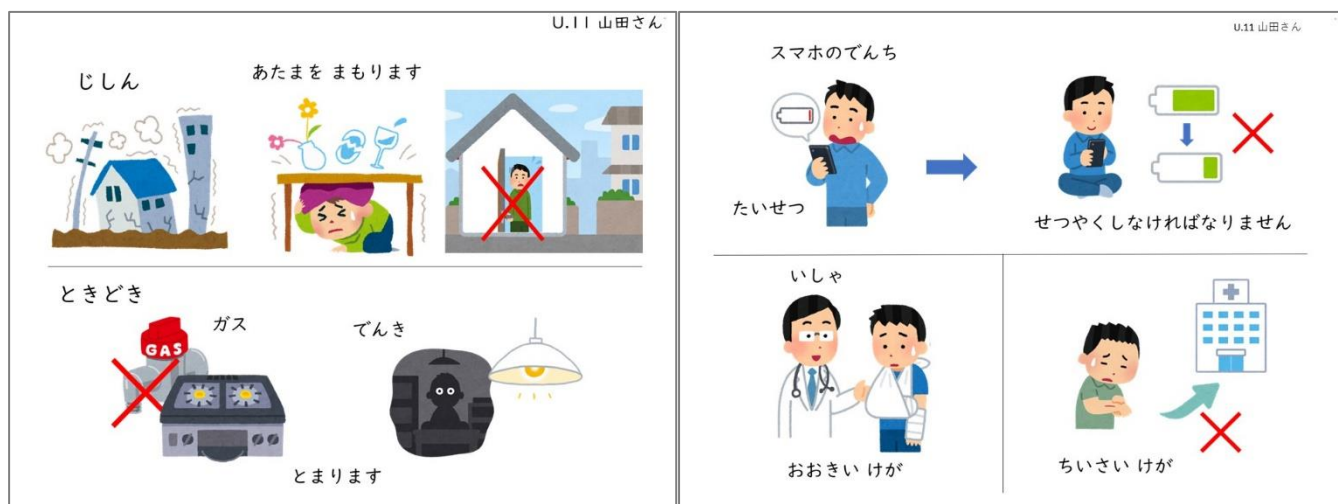 U.11 山田さん
じしん
あたまを まもります
ときどき
ガス
でんき
GAS
とまります
U.11 山田さん
スマホのでんち
たいせつ
せつやくしなければなりません
いしゃ
おおきい けが
ちいさい けが